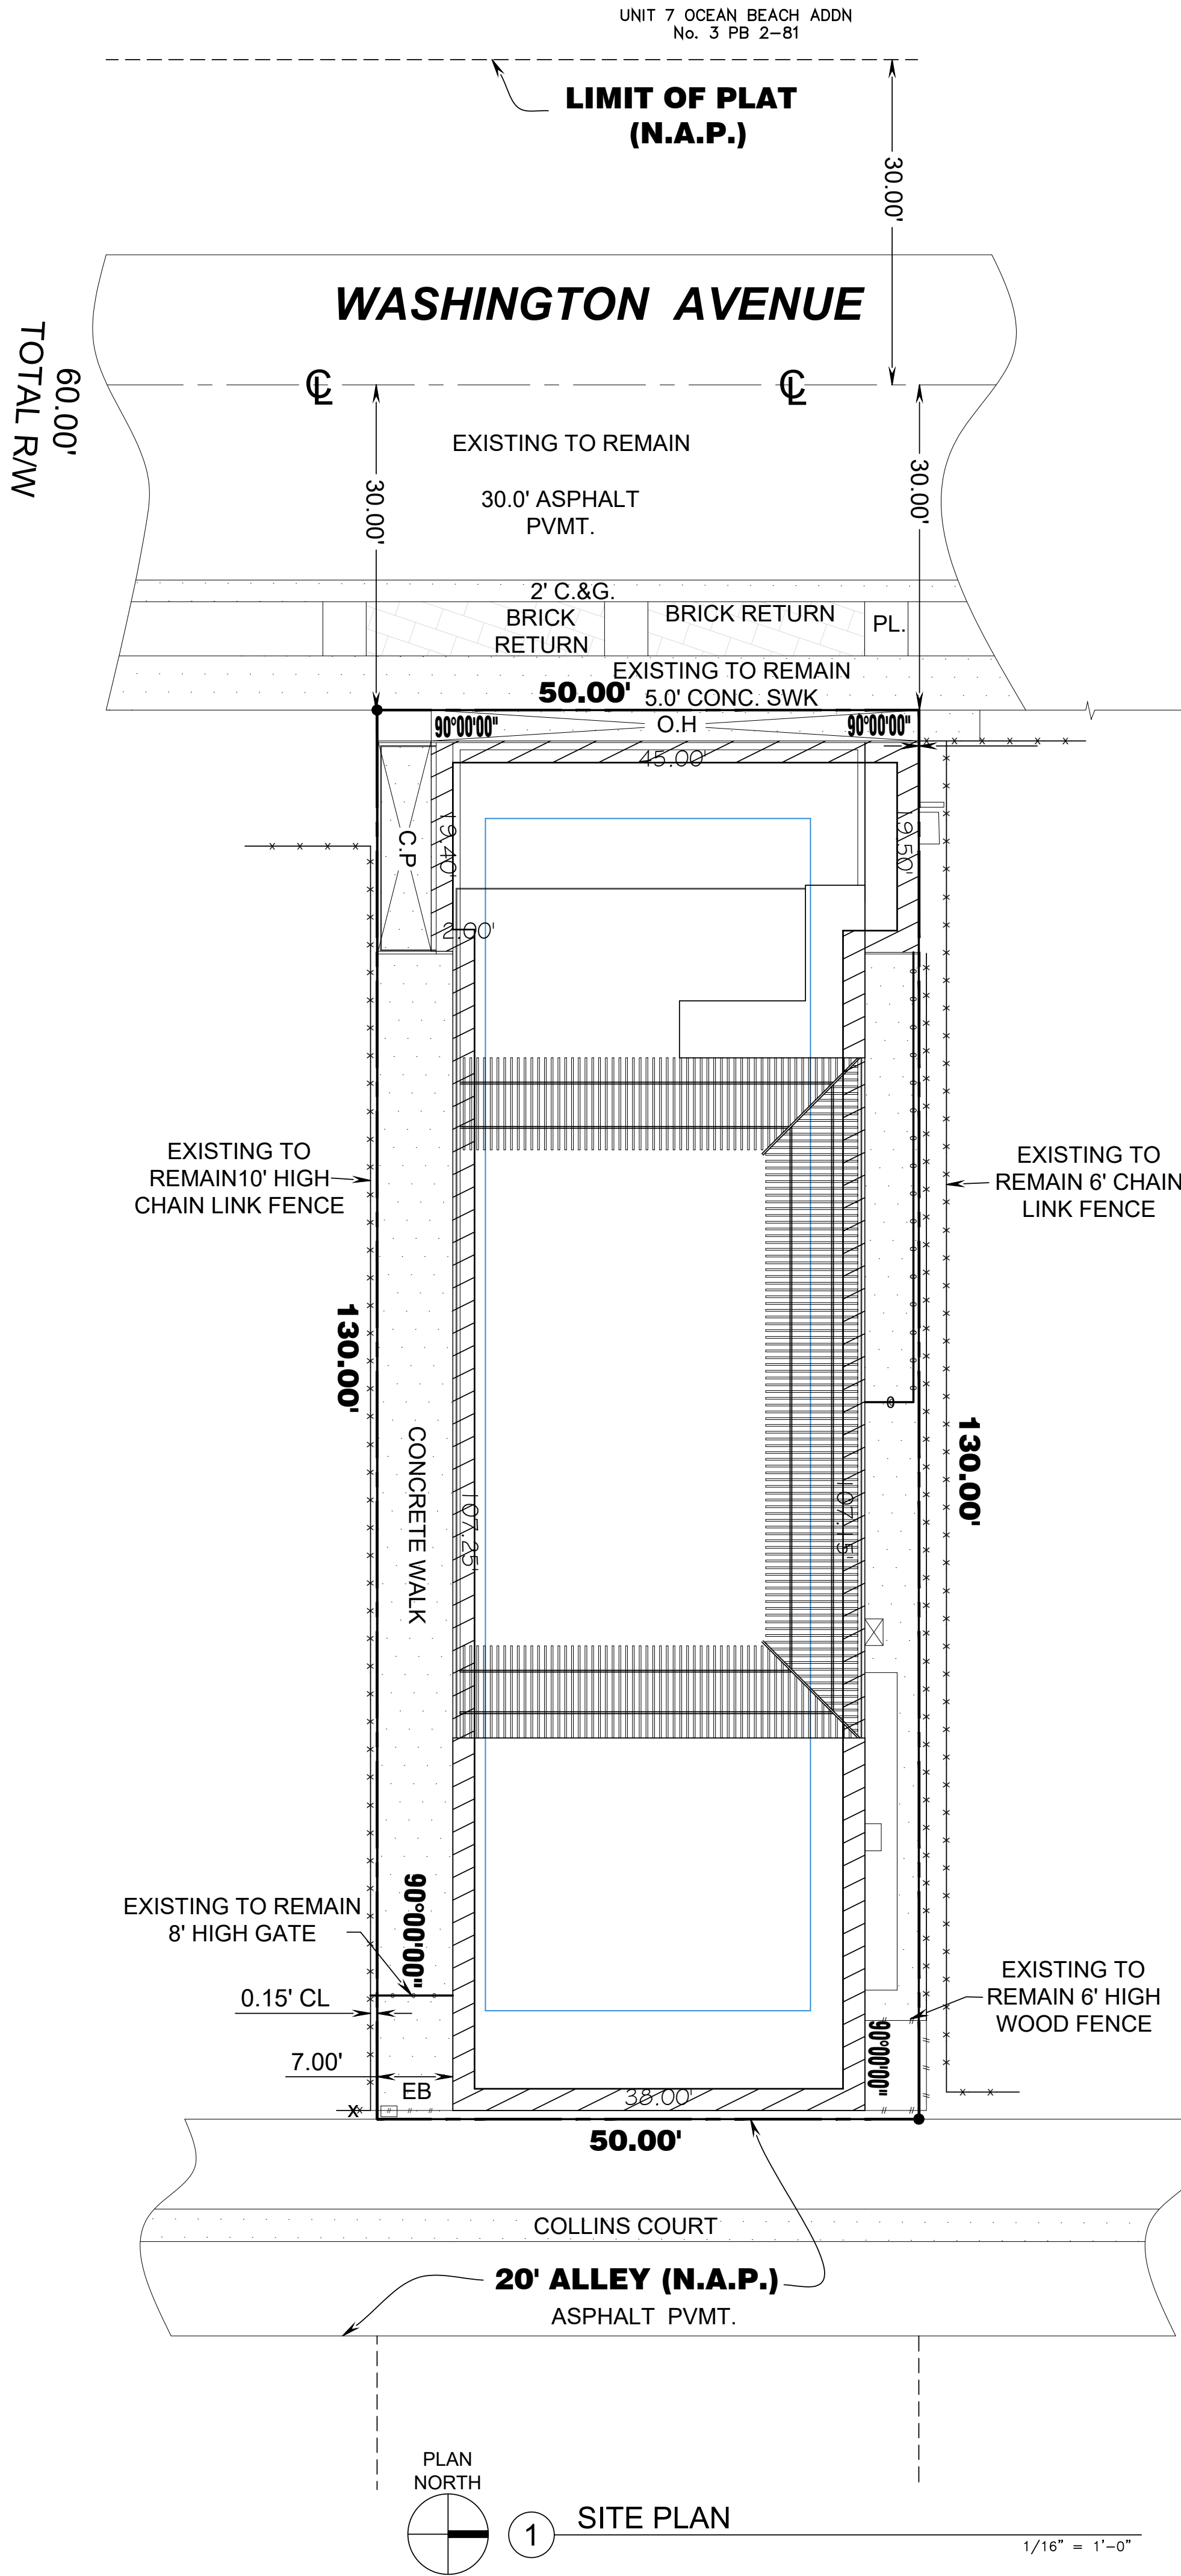 UNIT 7 OCEAN BEACH ADDN
No. 3 PB 2-81
LIMIT OF PLAT
(N.A.P.)
30.00'
WASHINGTON AVENUE
60.00'
TOTAL R/W
℄
℄
EXISTING TO REMAIN
30.0' ASPHALT
PVMT.
30.00'
30.00'
2' C.&G.
BRICK
RETURN
BRICK RETURN
PL.
EXISTING TO REMAIN
5.0' CONC. SWK
50.00'
90°00'00"
O.H
90°00'00"
45.00'
C.P
19.40'
19.50'
2.00'
EXISTING TO
REMAIN10' HIGH
CHAIN LINK FENCE
EXISTING TO
REMAIN 6' CHAIN
LINK FENCE
130.00'
130.00'
CONCRETE WALK
107.25'
107.15'
EXISTING TO REMAIN
8' HIGH GATE
90°00'00"
0.15' CL
EXISTING TO
REMAIN 6' HIGH
WOOD FENCE
90°00'00"
7.00'
EB
38.00'
50.00'
COLLINS COURT
20' ALLEY (N.A.P.)
ASPHALT PVMT.
PLAN
NORTH
1
SITE PLAN
1/16" = 1'-0"